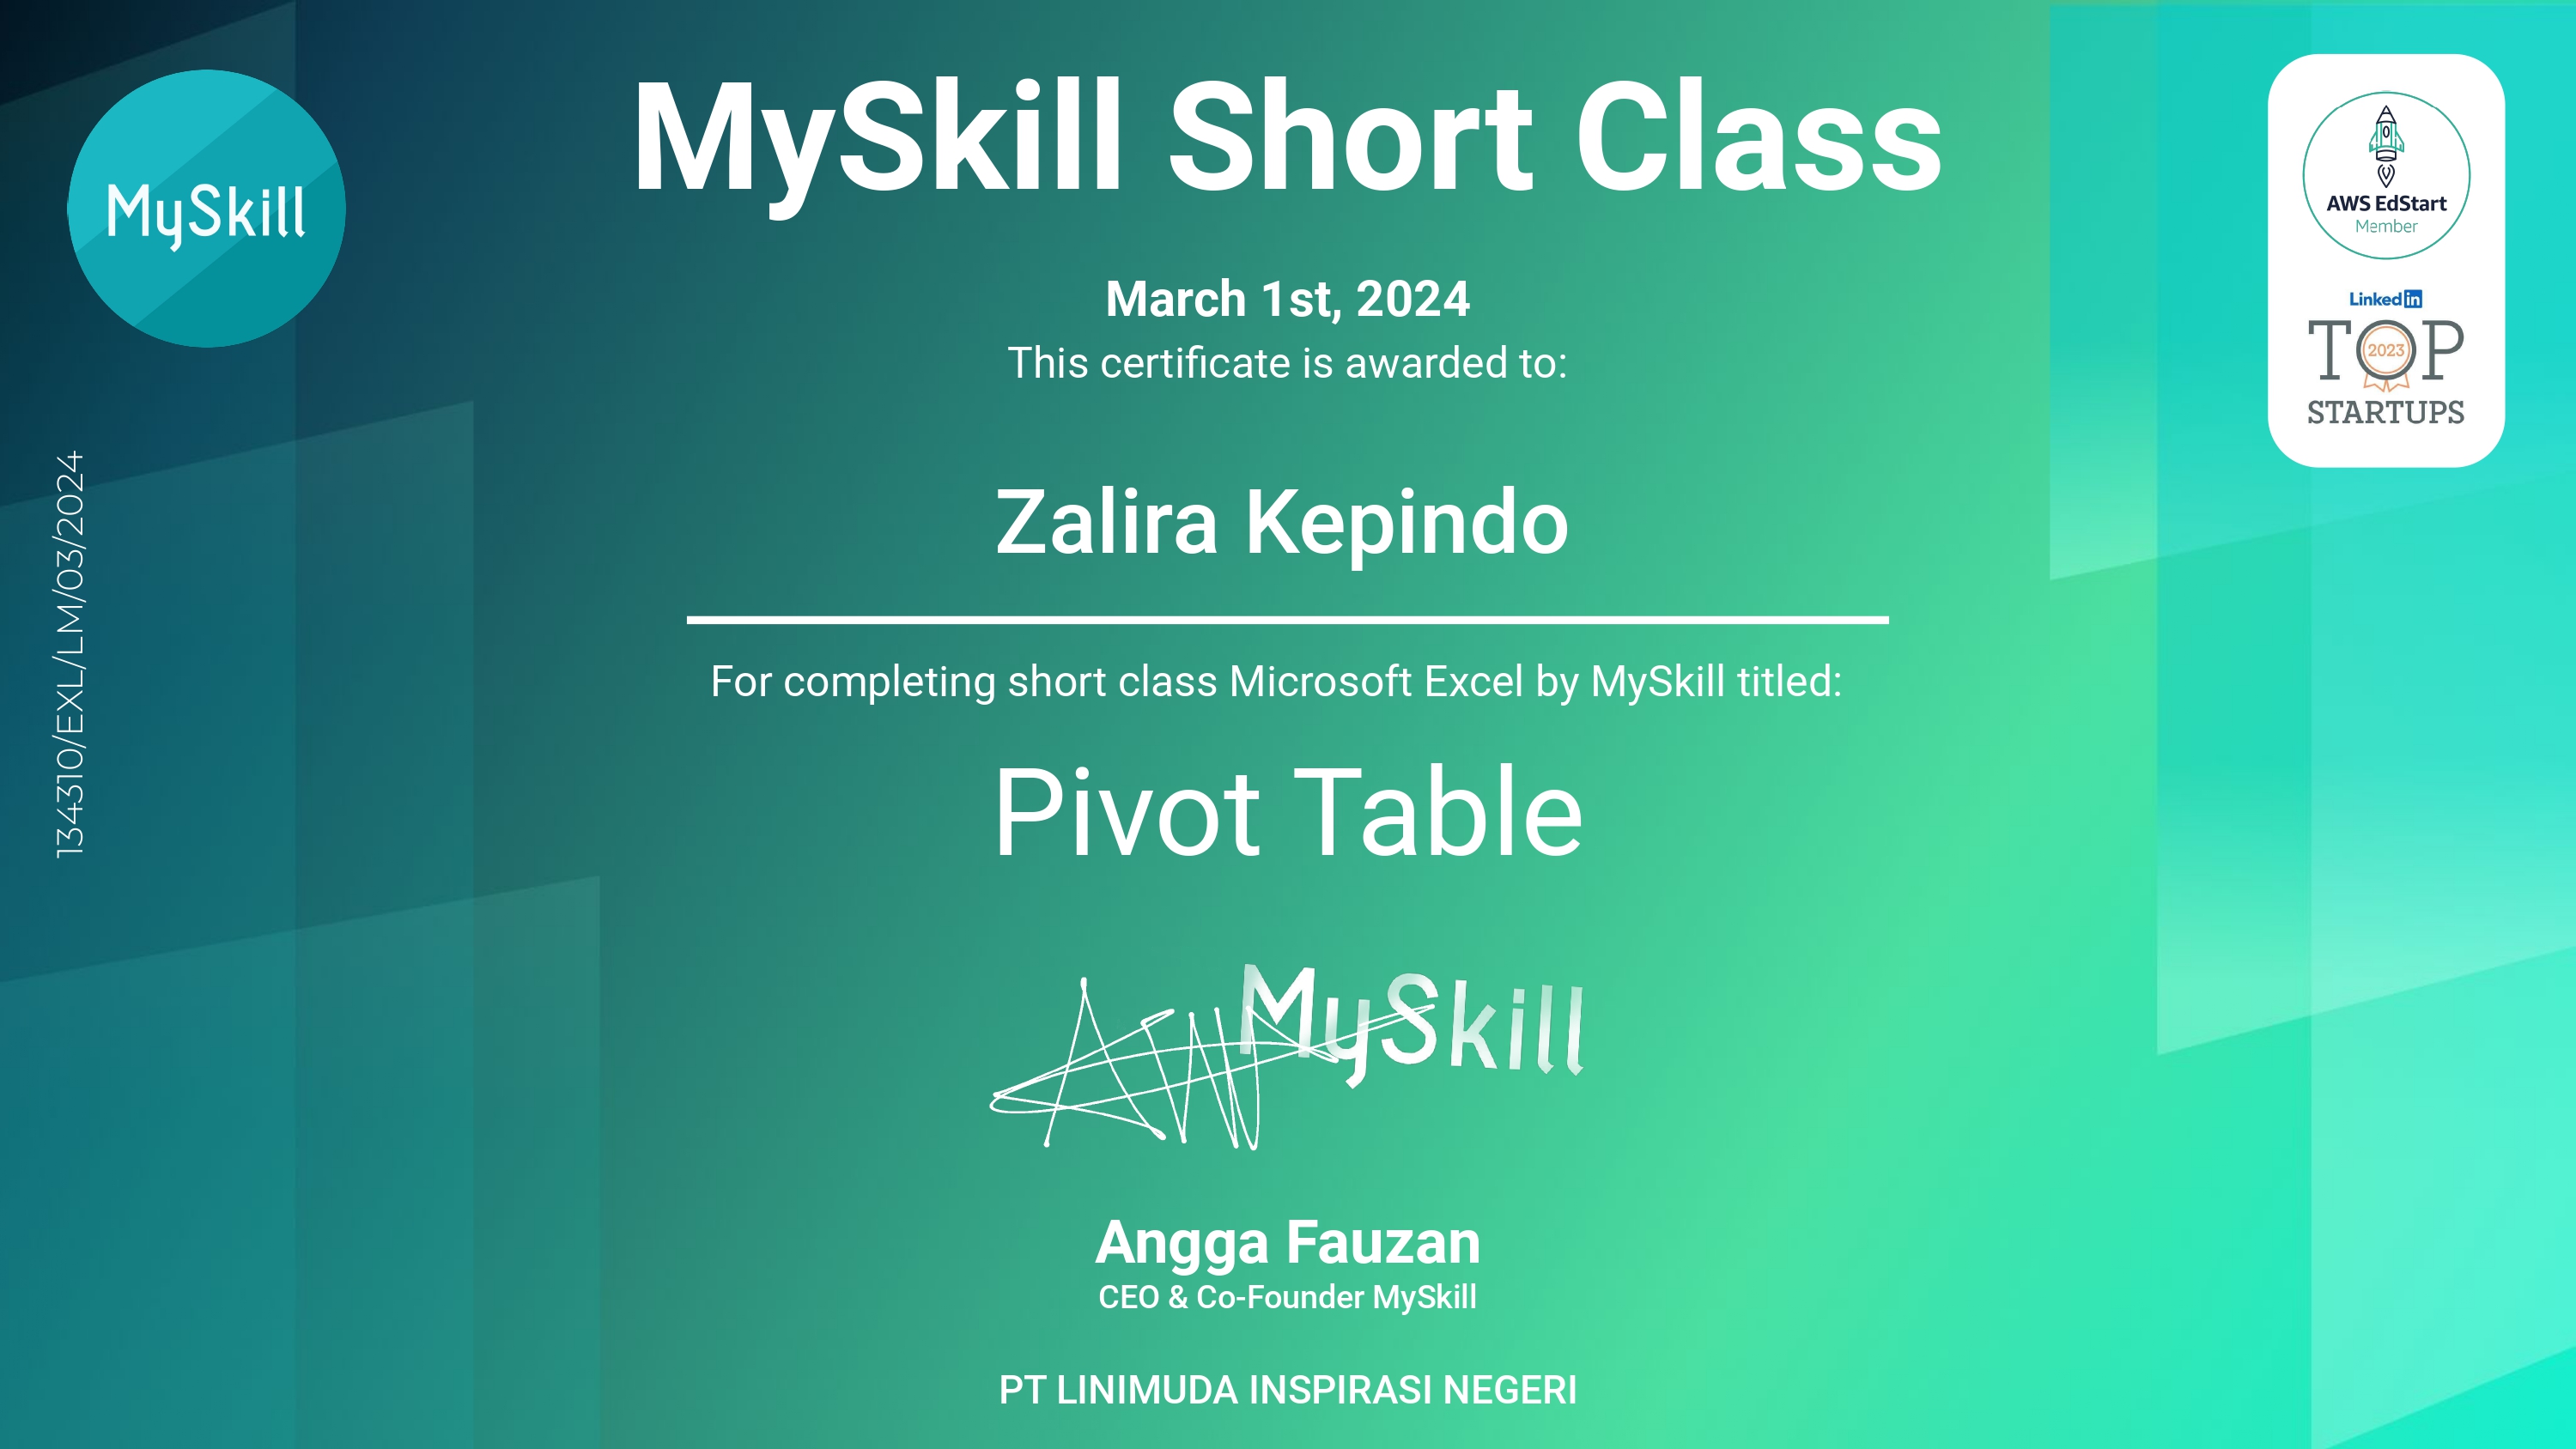 MySkill
MySkill Short Class
AWS EdStart
Member
Linked in
TOP
2023
STARTUPS
March 1st, 2024
This certificate is awarded to:
Zalira Kepindo
134310/EXL/LM/03/2024
For completing short class Microsoft Excel by MySkill titled:
Pivot Table
MySkill
Angga Fauzan
CEO & Co-Founder MySkill
PT LINIMUDA INSPIRASI NEGERI